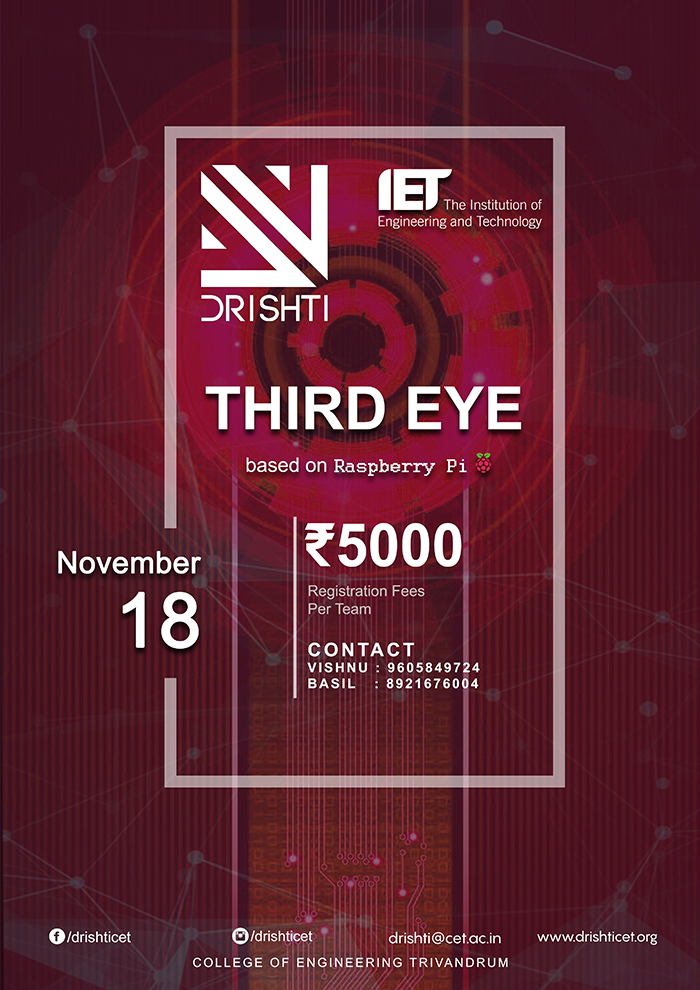 DRISHTI
IET The Institution of
Engineering and Technology
THIRD EYE
based on Raspberry Pi
November
18
₹5000
Registration Fees
Per Team
CONTACT
VISHNU : 9605849724
BASIL : 8921676004
/drishticet
/drishticet
drishti@cet.ac.in
www.drishticet.org
COLLEGE OF ENGINEERING TRIVANDRUM